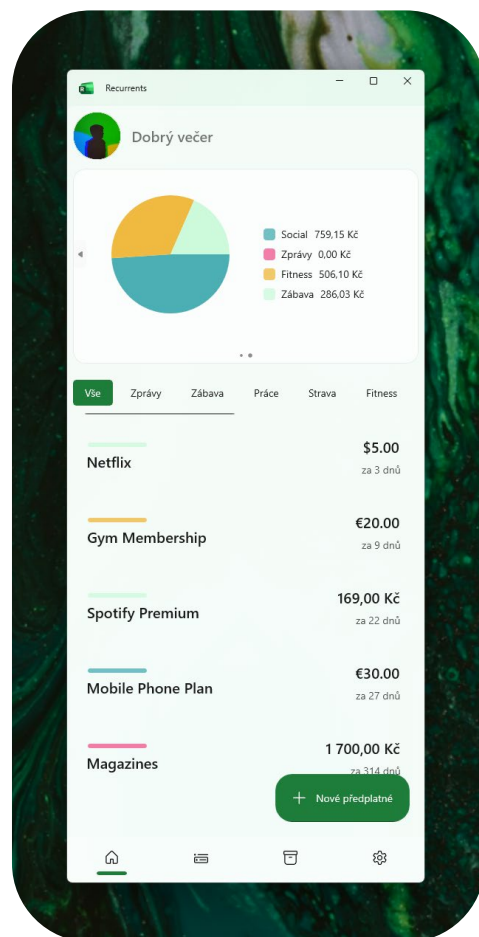 Recurrents
Dobrý večer
Social 759,15 Kč
Zprávy 0,00 Kč
Fitness 506,10 Kč
Zábava 286,03 Kč
Vše Zprávy Zábava Práce Strava Fitness
Netflix $5.00
za 3 dnů
Gym Membership €20.00
za 9 dnů
Spotify Premium 169,00 Kč
za 22 dnů
Mobile Phone Plan €30.00
za 27 dnů
Magazines 1 700,00 Kč
za 314 dnů
Nové předplatné